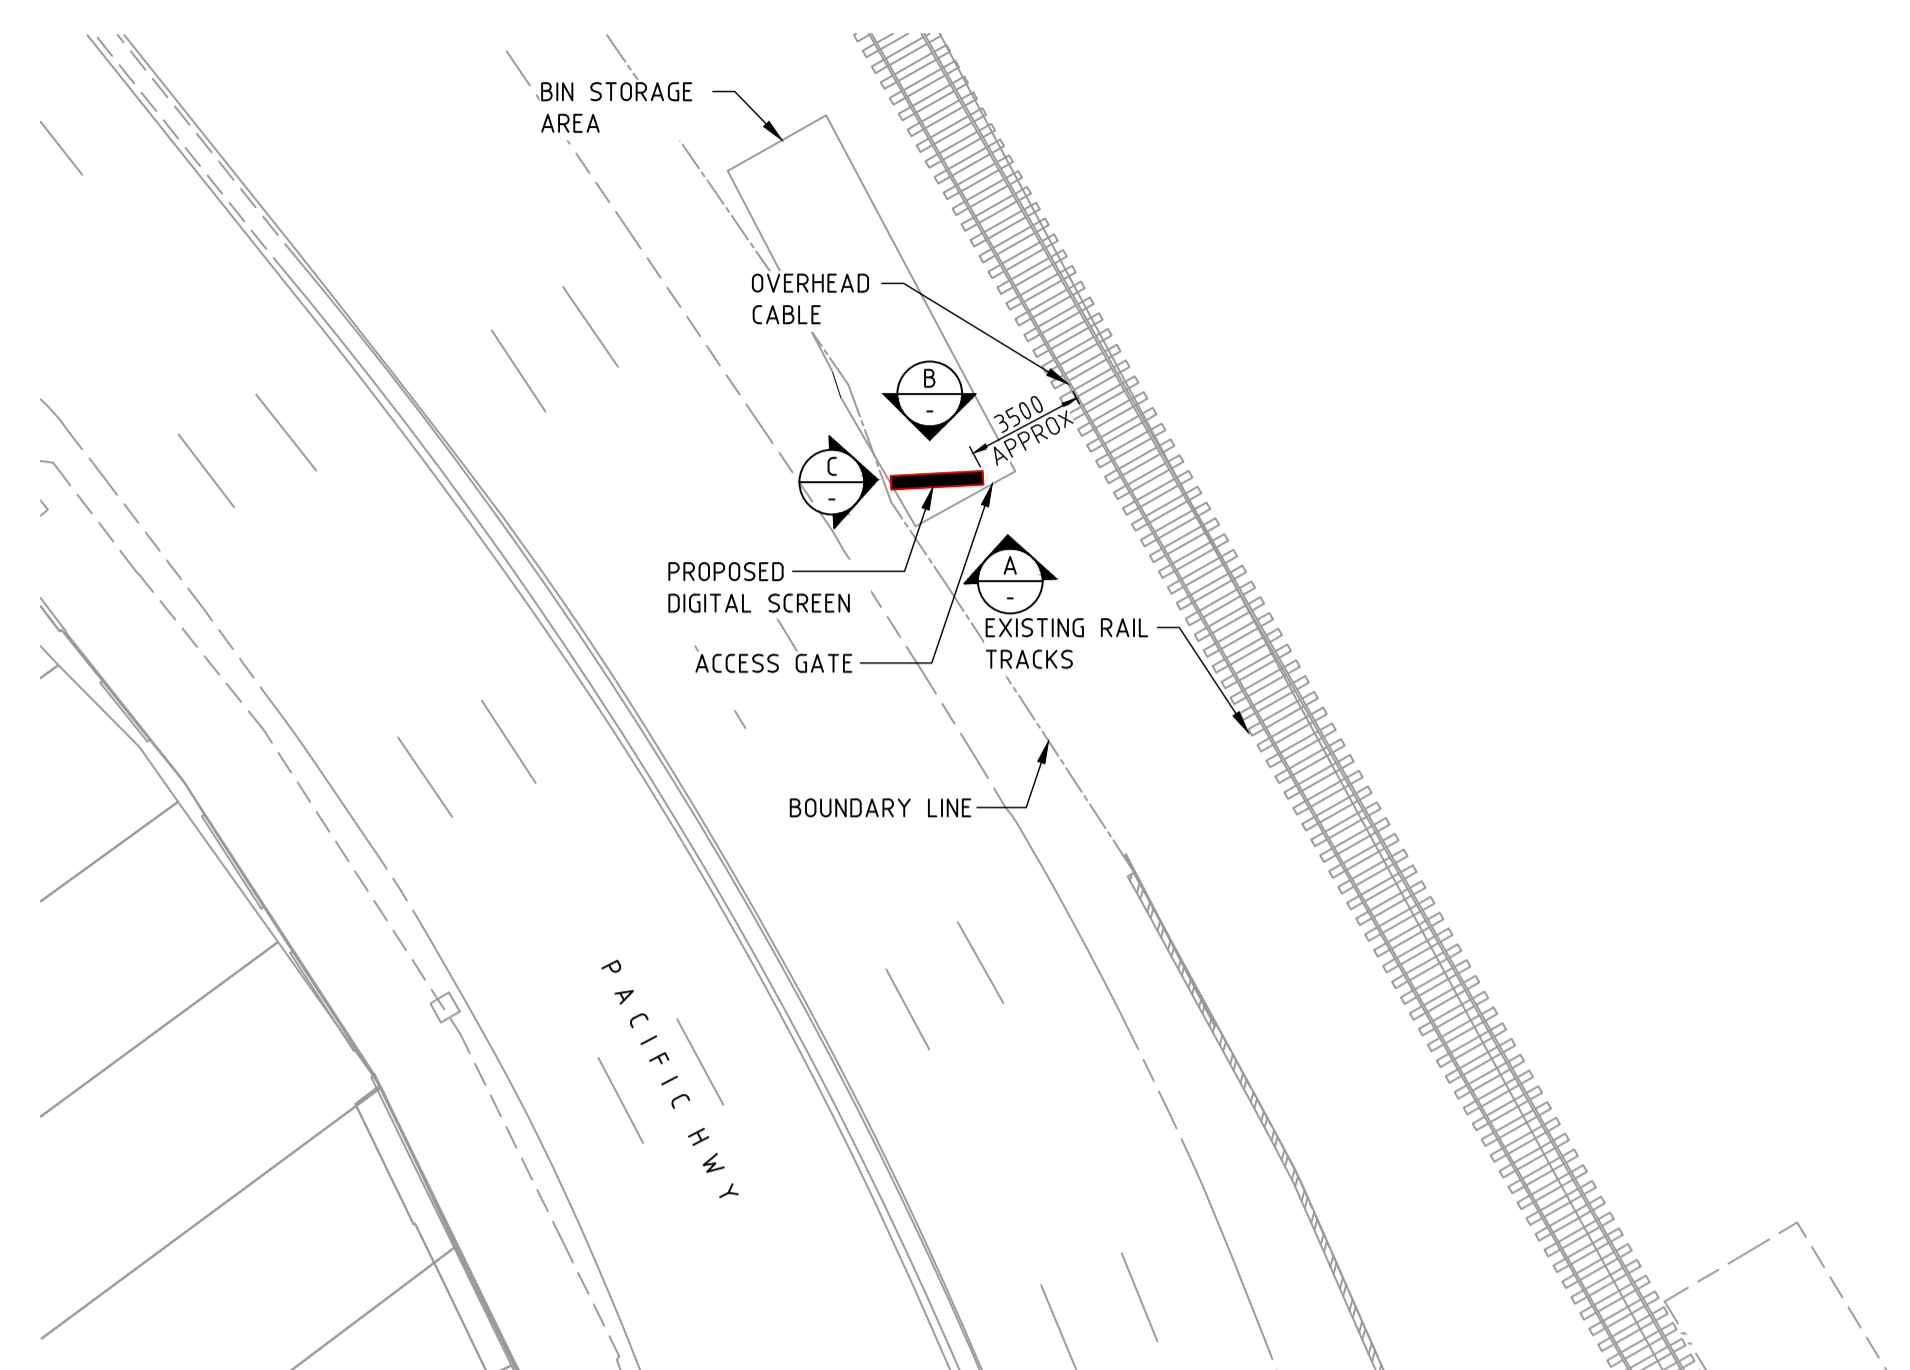 BIN STORAGE
AREA
OVERHEAD
CABLE
B
-
3500
APPROX
C
-
PROPOSED
DIGITAL SCREEN
A
-
EXISTING RAIL
TRACKS
ACCESS GATE
BOUNDARY LINE
PACIFIC HWY